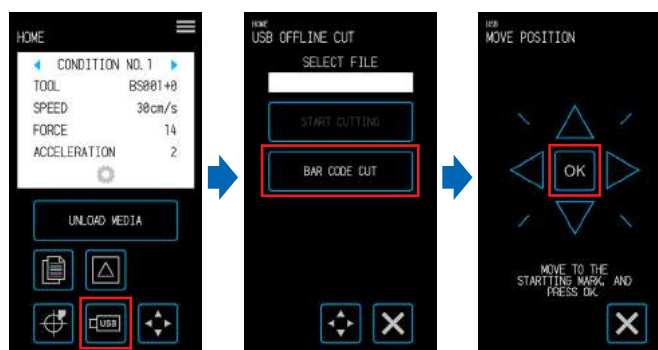 HOME
CONDITION NO.1
TOOL BS001+0
SPEED 30cm/s
FORCE 14
ACCELERATION 2
UNLOAD MEDIA
USB
HOME
USB OFFLINE CUT
SELECT FILE
START CUTTING
BAR CODE CUT
USB
MOVE POSITION
OK
MOVE TO THE
STARTTING MARK, AND
PRESS OK.